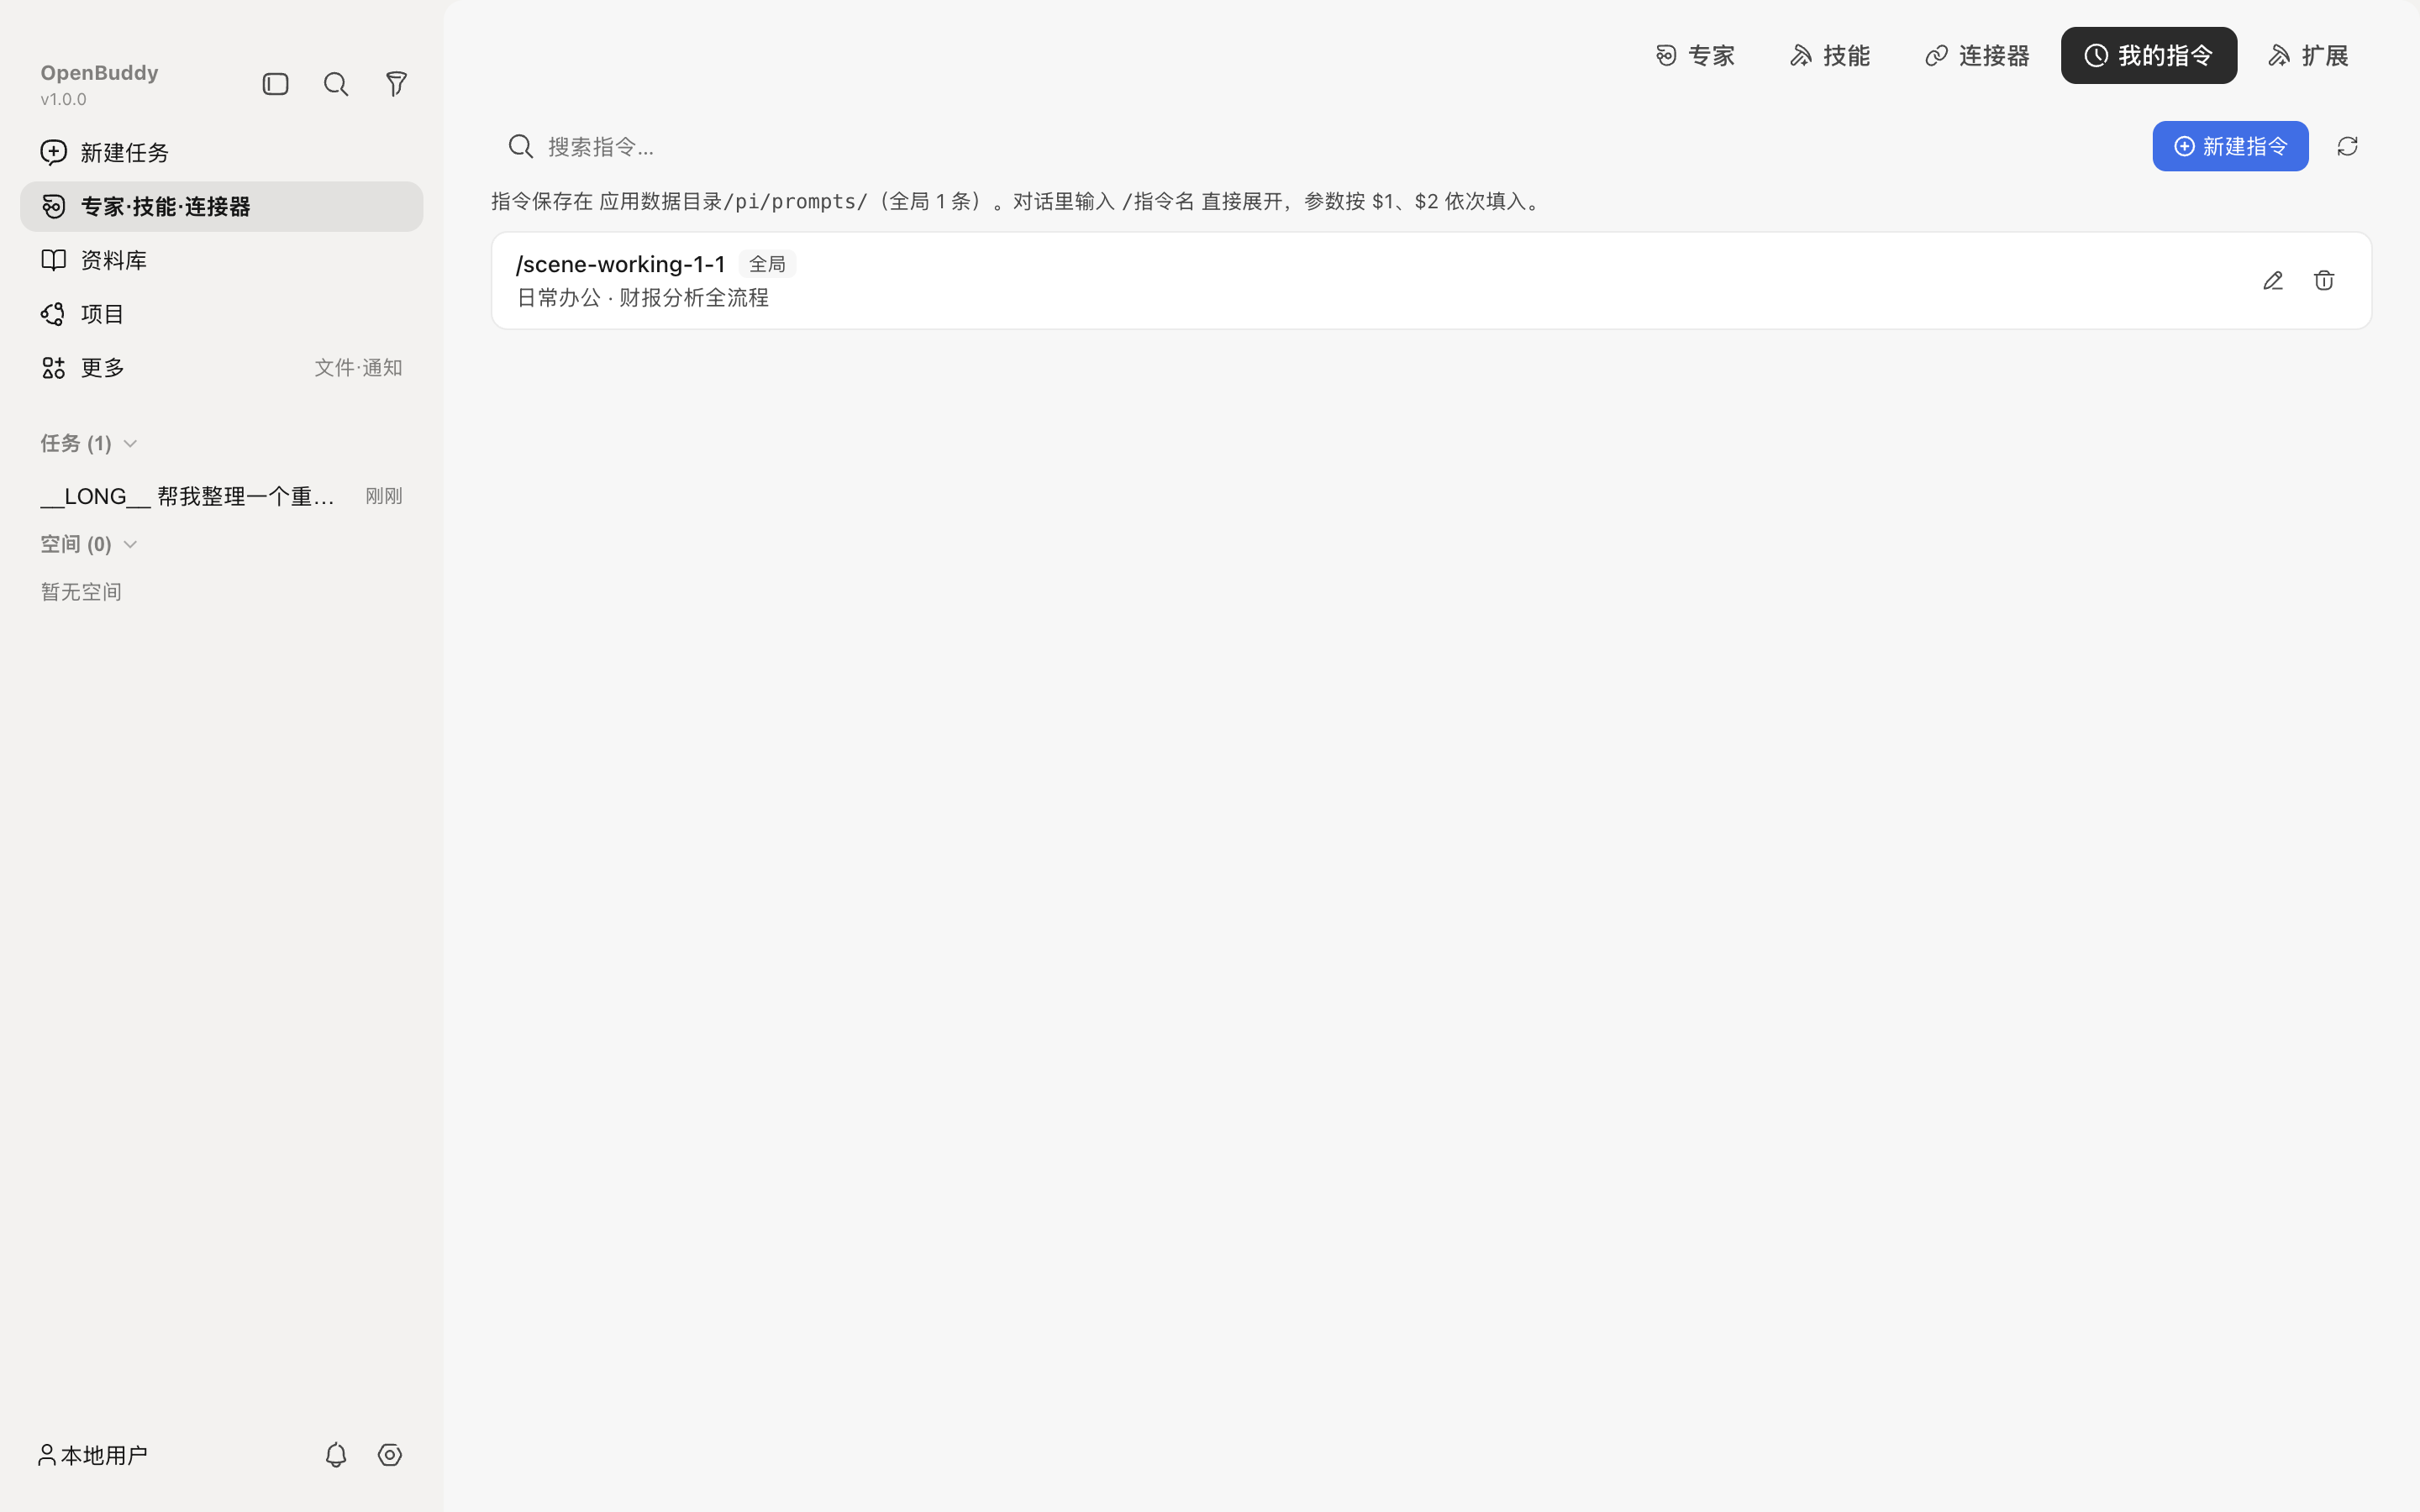 OpenBuddy
v1.0.0
新建任务
专家·技能·连接器
资料库
项目
更多 文件·通知
任务 (1)
__LONG__ 帮我整理一个重… 刚刚
空间 (0)
暂无空间
本地用户
专家 技能 连接器 我的指令 扩展
搜索指令... 新建指令
指令保存在 应用数据目录/pi/prompts/（全局 1 条）。对话里输入 /指令名 直接展开，参数按 $1、$2 依次填入。
/scene-working-1-1 全局
日常办公 · 财报分析全流程